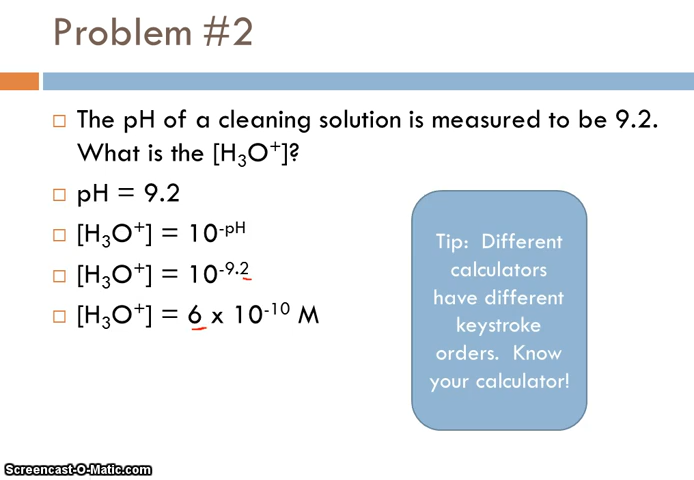 Problem #2
The pH of a cleaning solution is measured to be 9.2.
What is the [H₃O⁺]?
pH = 9.2
[H₃O⁺] = 10⁻ᵖᴴ
[H₃O⁺] = 10⁻⁹·²
[H₃O⁺] = 6 x 10⁻¹⁰ M
Tip: Different
calculators
have different
keystroke
orders. Know
your calculator!
Screencast-O-Matic.com